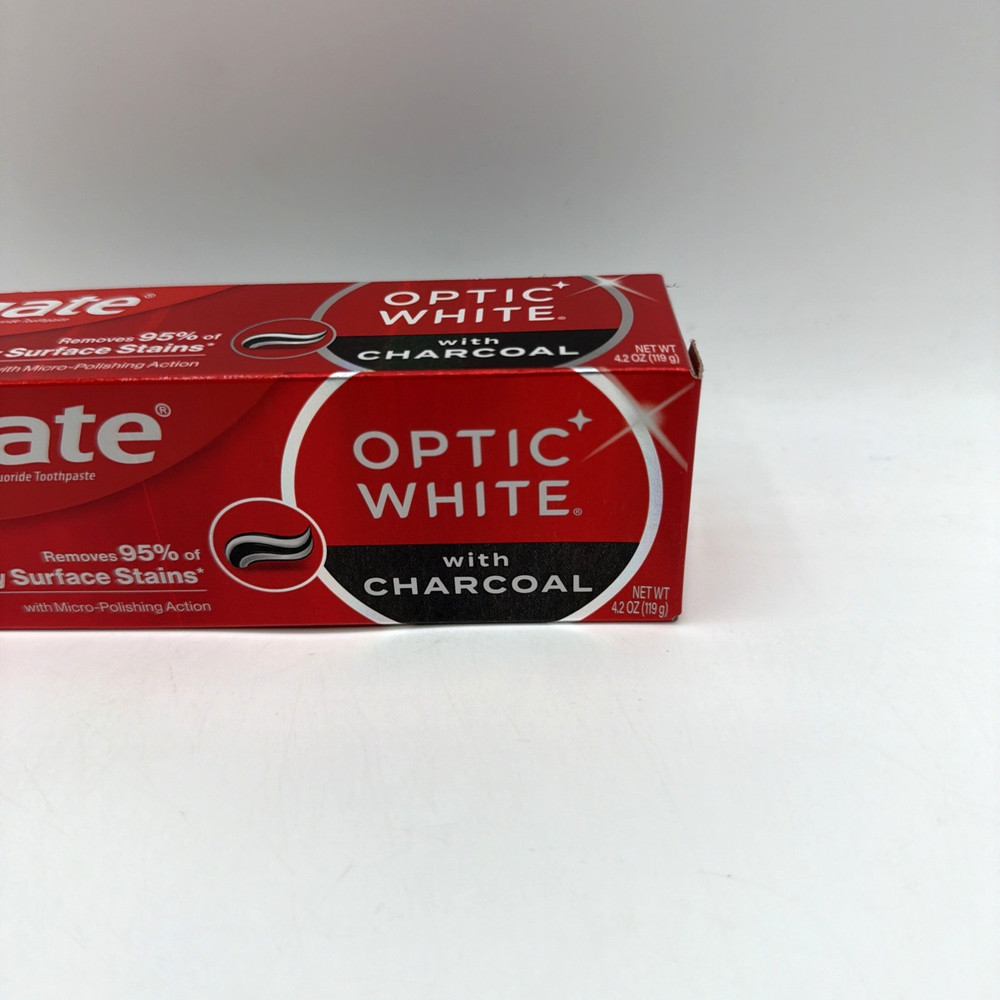 ate®
Removes 95% of
Surface Stains*
with Micro-Polishing Action
OPTIC
WHITE®
with
CHARCOAL
NET WT
4.2 OZ (119 g)
ate®
uoride Toothpaste
Removes 95% of
y Surface Stains*
with Micro-Polishing Action
OPTIC
WHITE®
with
CHARCOAL
NET WT
4.2 OZ (119 g)